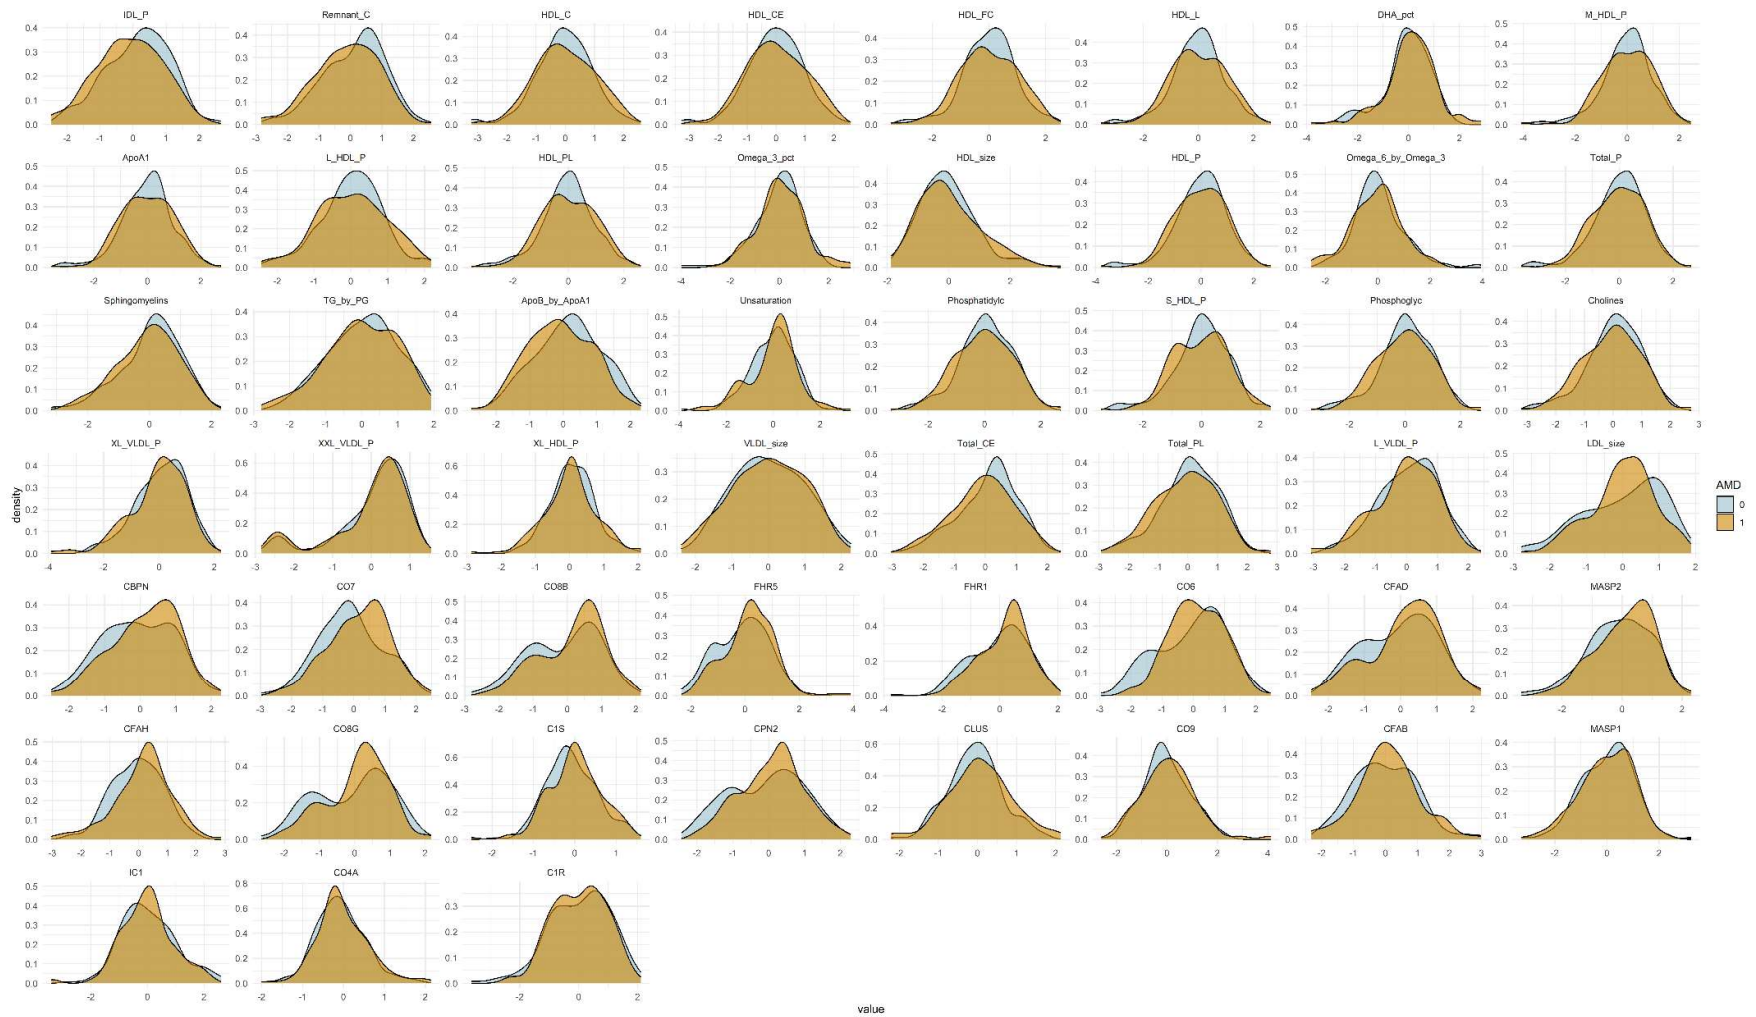 IDL_P Remnant_C HDL_C HDL_CE HDL_FC HDL_L DHA_pct M_HDL_P
ApoA1 L_HDL_P HDL_PL Omega_3_pct HDL_size HDL_P Omega_6_by_Omega_3 Total_P
Sphingomyelins TG_by_PG ApoB_by_ApoA1 Unsaturation Phosphatidylc S_HDL_P Phosphoglyc Cholines
XL_VLDL_P XXL_VLDL_P XL_HDL_P VLDL_size Total_CE Total_PL L_VLDL_P LDL_size
density
AMD
0
1
CBPN CO7 CO8B FHR5 FHR1 CO6 CFAD MASP2
CFAH CO8G C1S CPN2 CLUS CO9 CFAB MASP1
IC1 CO4A C1R
value